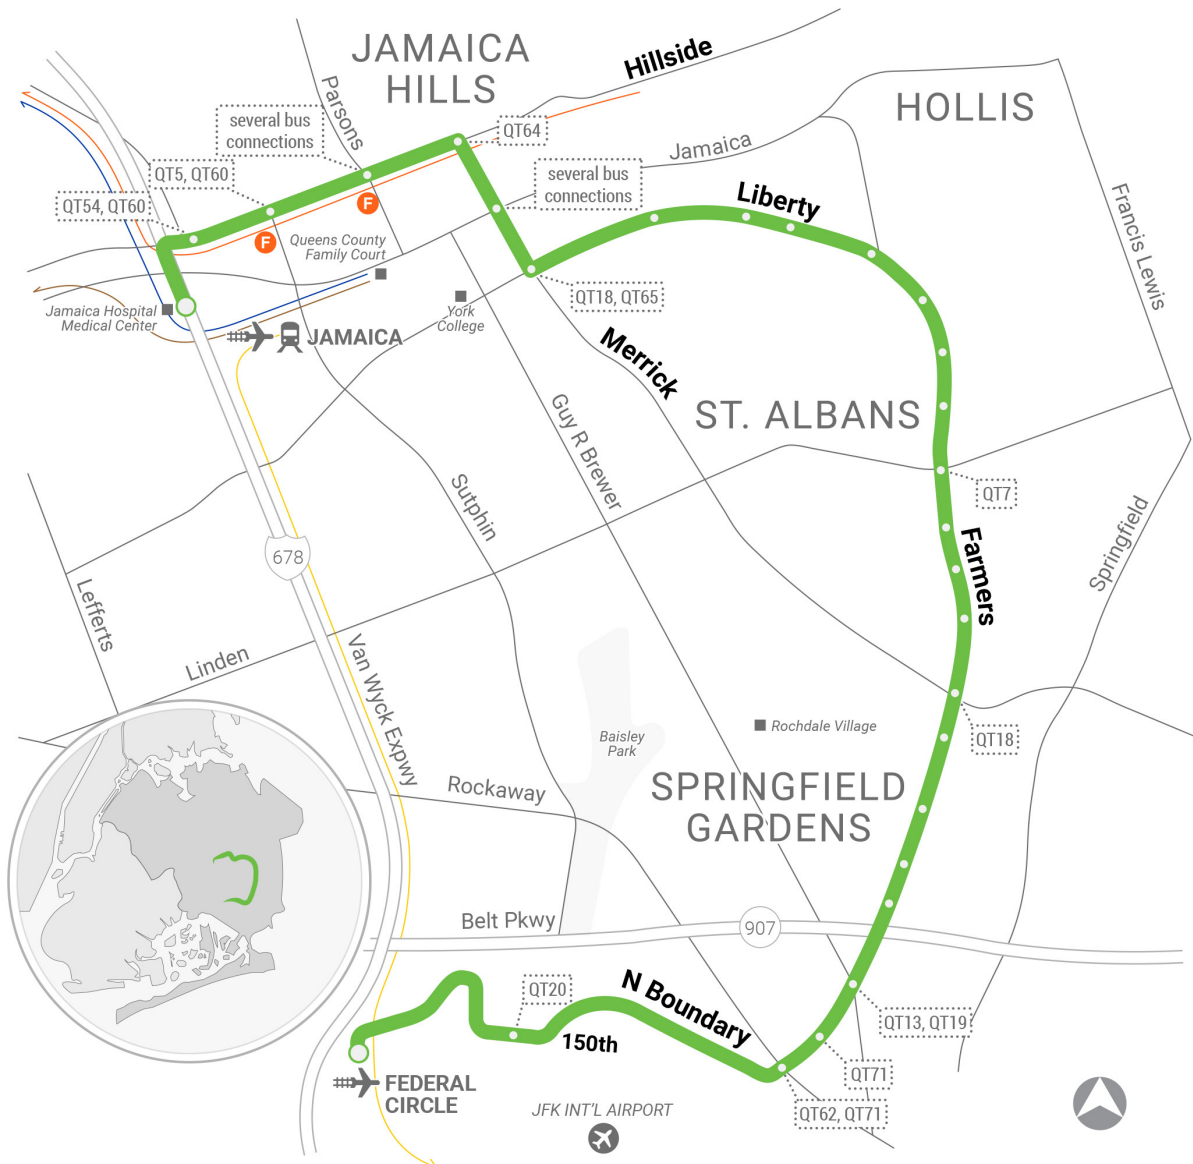 JAMAICA
HILLS
Hillside
HOLLIS
Parsons
several bus
connections
QT64
Jamaica
QT5, QT60
several bus
connections
QT54, QT60
Liberty
Francis Lewis
F
F
Queens County
Family Court
QT18, QT65
Jamaica Hospital
Medical Center
York
College
JAMAICA
Merrick
ST. ALBANS
Guy R Brewer
Sutphin
QT7
Springfield
678
Farmers
Lefferts
Linden
Van Wyck Expwy
Rochdale Village
Baisley
Park
QT18
Rockaway
SPRINGFIELD
GARDENS
Belt Pkwy
907
QT20
N Boundary
QT13, QT19
150th
QT71
FEDERAL
CIRCLE
QT62, QT71
JFK INT'L AIRPORT